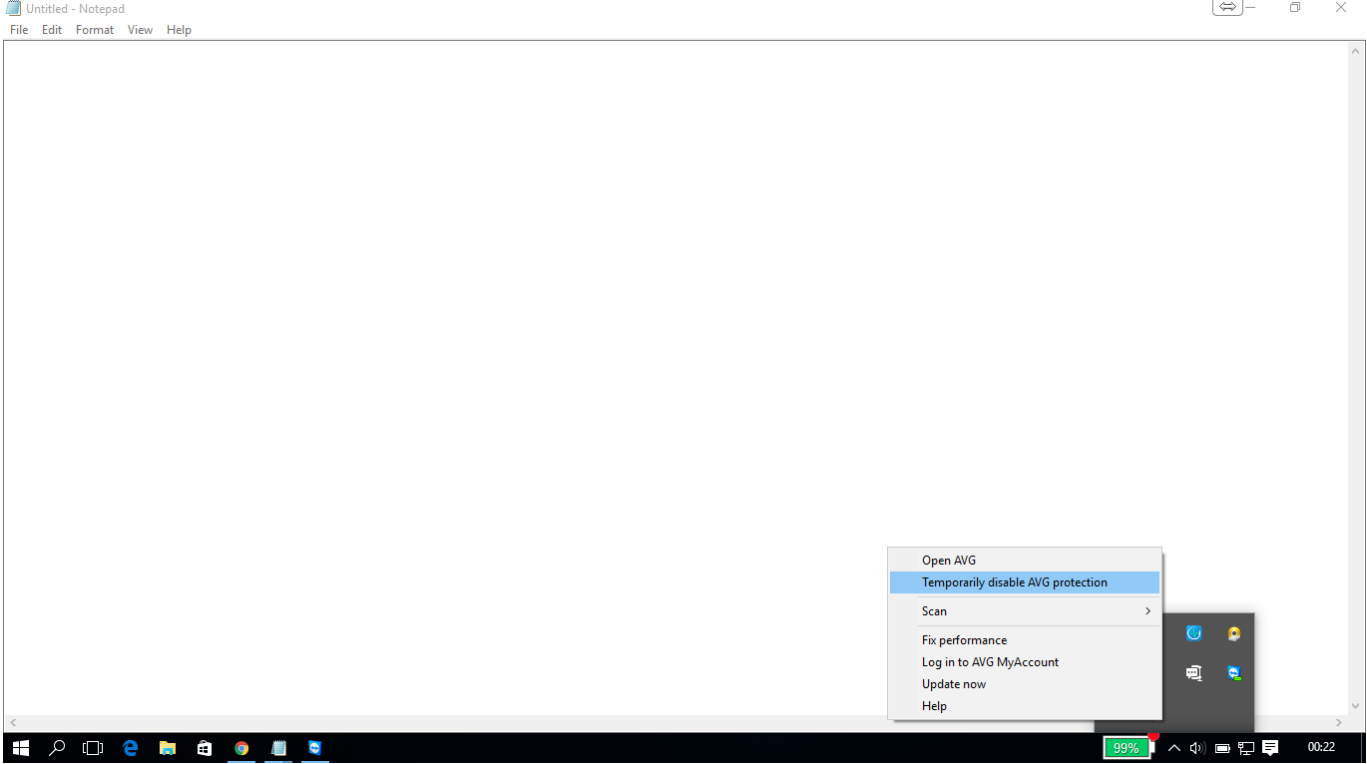 Untitled - Notepad
File Edit Format View Help
Open AVG
Temporarily disable AVG protection
Scan
Fix performance
Log in to AVG MyAccount
Update now
Help
99% 00:22